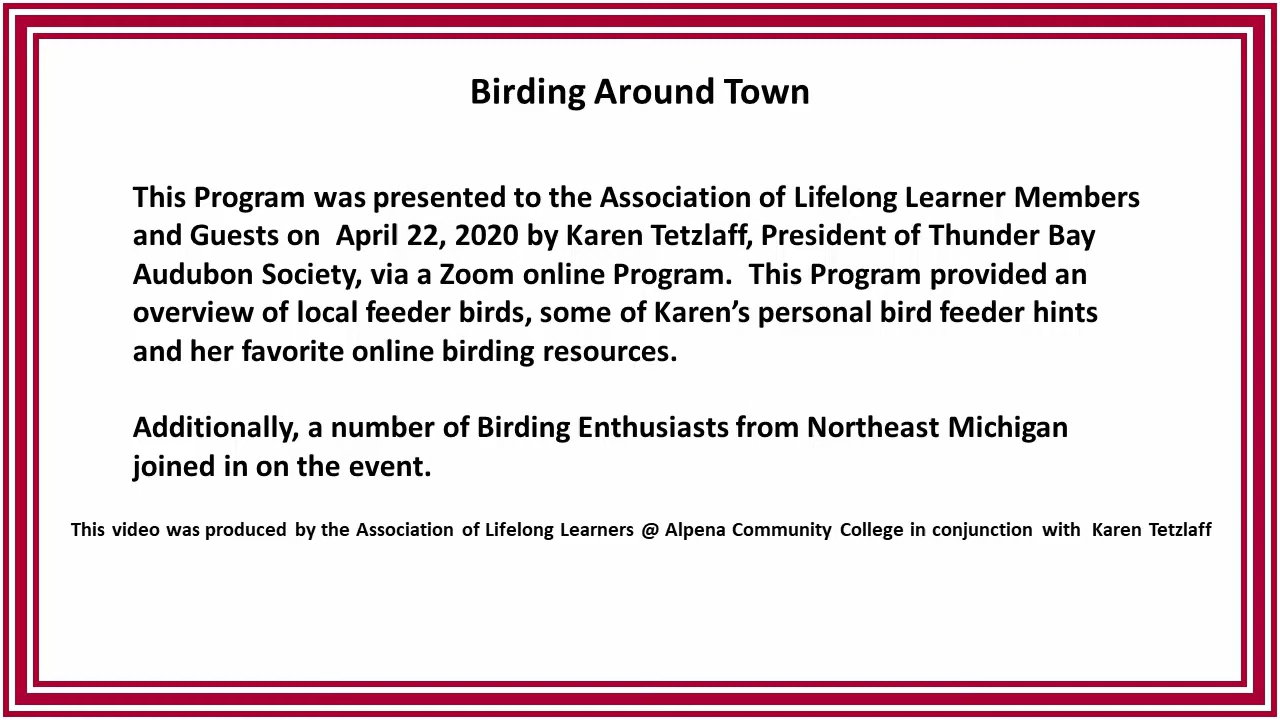 Birding Around Town
This Program was presented to the Association of Lifelong Learner Members
and Guests on  April 22, 2020 by Karen Tetzlaff, President of Thunder Bay
Audubon Society, via a Zoom online Program.  This Program provided an
overview of local feeder birds, some of Karen’s personal bird feeder hints
and her favorite online birding resources.
Additionally, a number of Birding Enthusiasts from Northeast Michigan
joined in on the event.
This video was produced by the Association of Lifelong Learners @ Alpena Community College in conjunction with Karen Tetzlaff